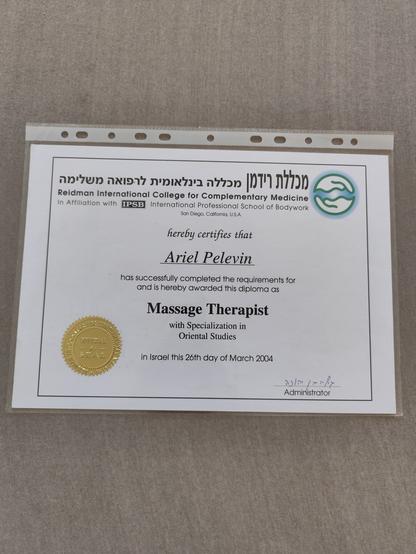 מכללת רידמן מכללה בינלאומית לרפואה משלימה
Reidman International College for Complementary Medicine
In Affiliation with IPSB International Professional School of Bodywork
San Diego, California, U.S.A.
hereby certifies that
Ariel Pelevin
has successfully completed the requirements for
and is hereby awarded this diploma as
Massage Therapist
with Specialization in
Oriental Studies
in Israel this 26th day of March 2004
Administrator